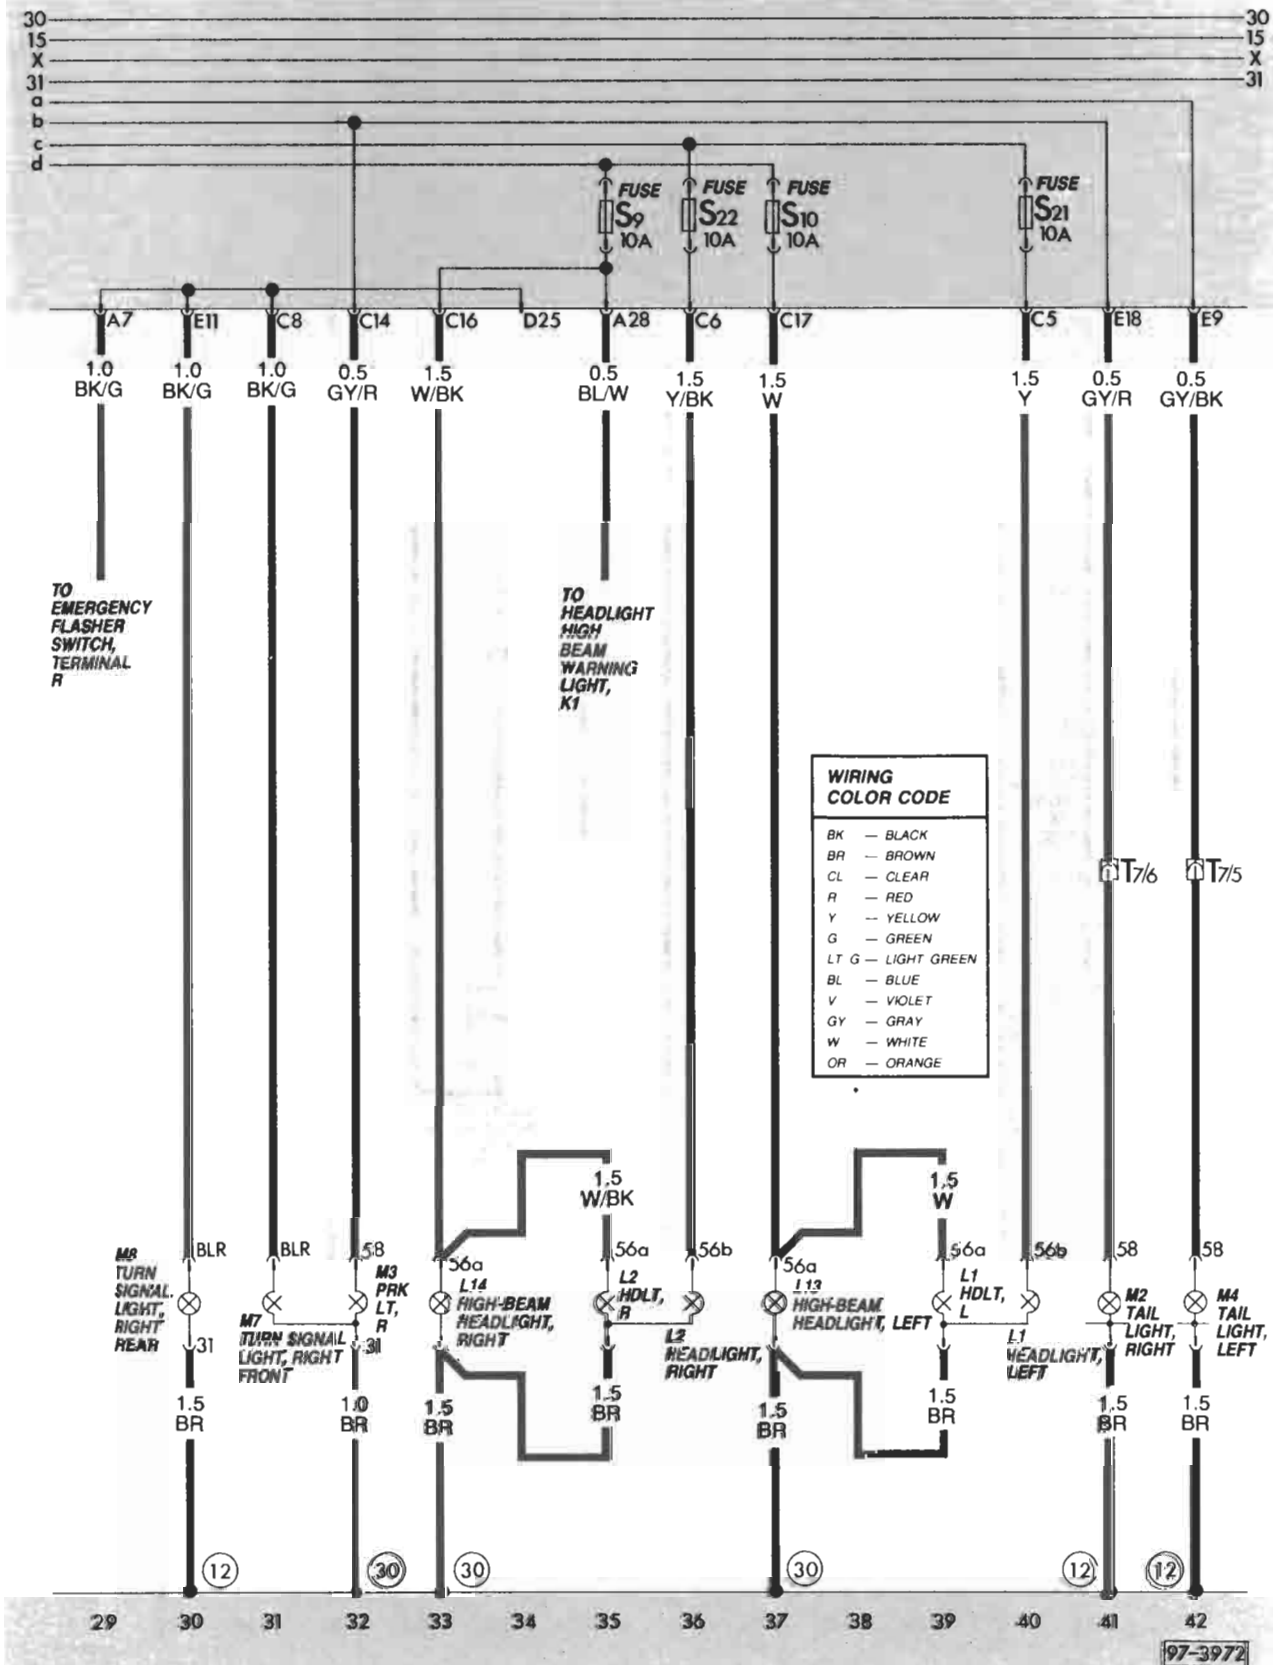 30 30
15 15
X X
31 31
a
b
c
d
FUSE FUSE FUSE FUSE
S9 S22 S10 S21
10A 10A 10A 10A
A7 E11 C8 C14 C16 D25 A28 C6 C17 C5 E18 E9
1.0 1.0 1.0 0.5 1.5 0.5 1.5 1.5 1.5 0.5 0.5
BK/G BK/G BK/G GY/R W/BK BL/W Y/BK W Y GY/R GY/BK
TO
EMERGENCY
FLASHER
SWITCH,
TERMINAL
R
TO
HEADLIGHT
HIGH
BEAM
WARNING
LIGHT,
K1
WIRING
COLOR CODE
BK — BLACK
BR — BROWN
CL — CLEAR
R — RED
Y — YELLOW
G — GREEN
LT G — LIGHT GREEN
BL — BLUE
V — VIOLET
GY — GRAY
W — WHITE
OR — ORANGE
T7/6 T7/5
1.5 1.5
W/BK W
BLR BLR 58 56a 56a 56b 56a 56a 56b 58 58
M8
TURN
SIGNAL
LIGHT,
RIGHT
REAR
M7
TURN SIGNAL
LIGHT, RIGHT
FRONT
M3
PRK
LT,
R
L14
HIGH-BEAM
HEADLIGHT,
RIGHT
L2
HDLT,
R
L2
HEADLIGHT,
RIGHT
L13
HIGH-BEAM
HEADLIGHT, LEFT
L1
HDLT,
L
L1
HEADLIGHT,
LEFT
M2
TAIL
LIGHT,
RIGHT
M4
TAIL
LIGHT,
LEFT
31 31
1.5 1.0 1.5 1.5 1.5 1.5 1.5 1.5
BR BR BR BR BR BR BR BR
12 30 30 30 12 12
29 30 31 32 33 34 35 36 37 38 39 40 41 42
97-3972